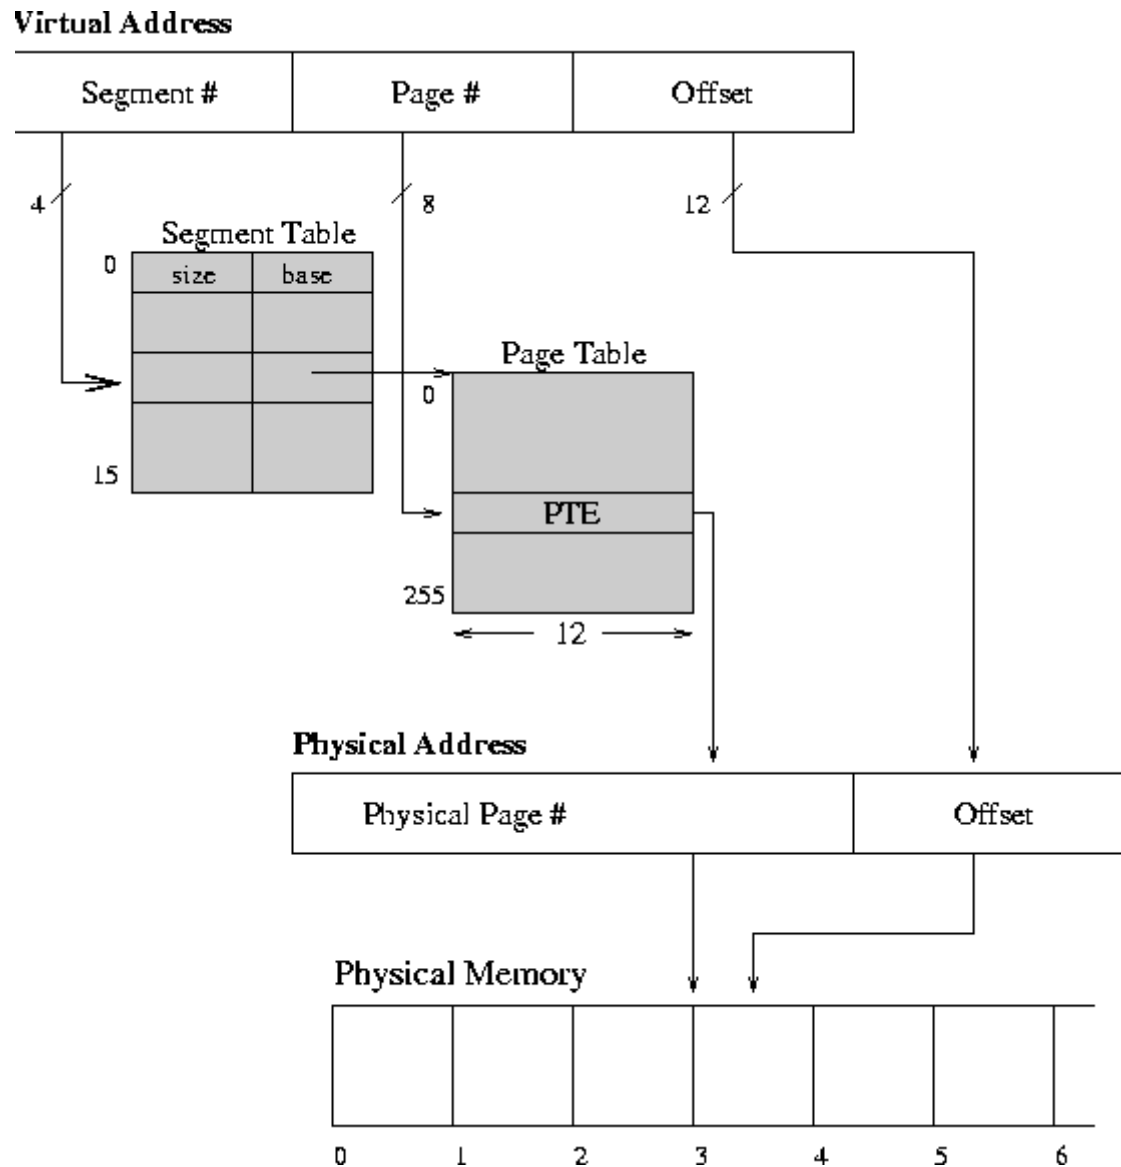 Virtual Address
Segment # Page # Offset
4 8 12
Segment Table
0 size base
Page Table
0
15
PTE
255
12
Physical Address
Physical Page # Offset
Physical Memory
0 1 2 3 4 5 6